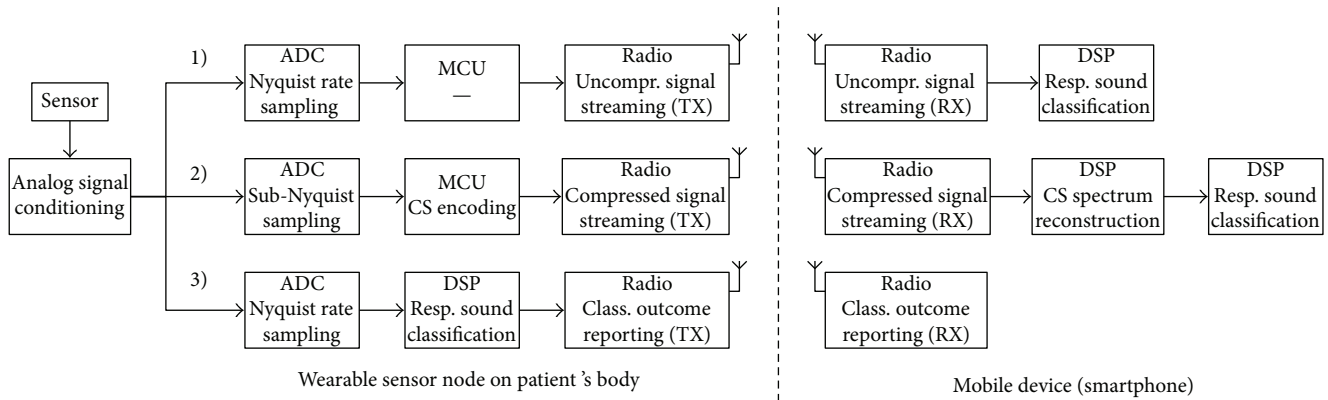 Sensor
Analog signal
conditioning
1)
ADC
Nyquist rate
sampling
MCU
—
Radio
Uncompr. signal
streaming (TX)
Radio
Uncompr. signal
streaming (RX)
DSP
Resp. sound
classification
2)
ADC
Sub-Nyquist
sampling
MCU
CS encoding
Radio
Compressed signal
streaming (TX)
Radio
Compressed signal
streaming (RX)
DSP
CS spectrum
reconstruction
DSP
Resp. sound
classification
3)
ADC
Nyquist rate
sampling
DSP
Resp. sound
classification
Radio
Class. outcome
reporting (TX)
Radio
Class. outcome
reporting (RX)
Wearable sensor node on patient 's body
Mobile device (smartphone)